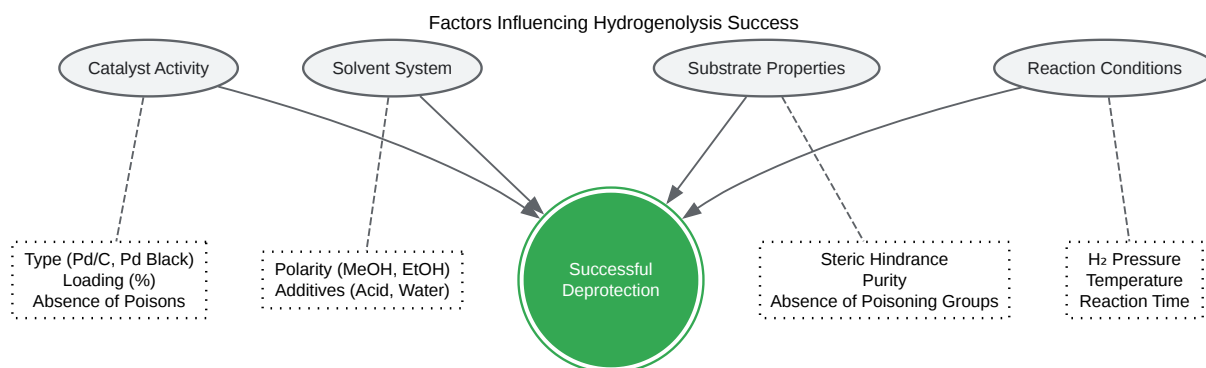 Factors Influencing Hydrogenolysis Success
Catalyst Activity
Solvent System
Substrate Properties
Reaction Conditions
Type (Pd/C, Pd Black)
Loading (%)
Absence of Poisons
Polarity (MeOH, EtOH)
Additives (Acid, Water)
Successful
Deprotection
Steric Hindrance
Purity
Absence of Poisoning Groups
H₂ Pressure
Temperature
Reaction Time